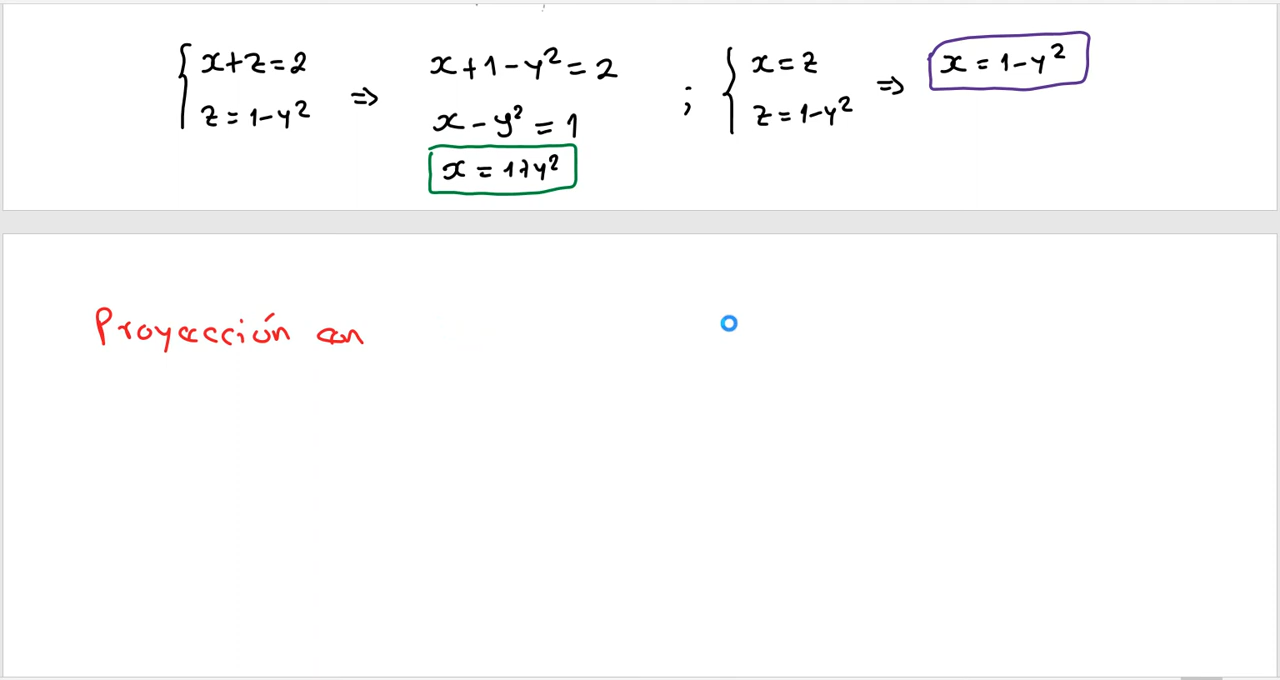 x+z=2
z=1-y²
⇒
x+1-y²=2
x-y²=1
x=1+y²
;
x=z
z=1-y²
⇒
x=1-y²
Proyección en